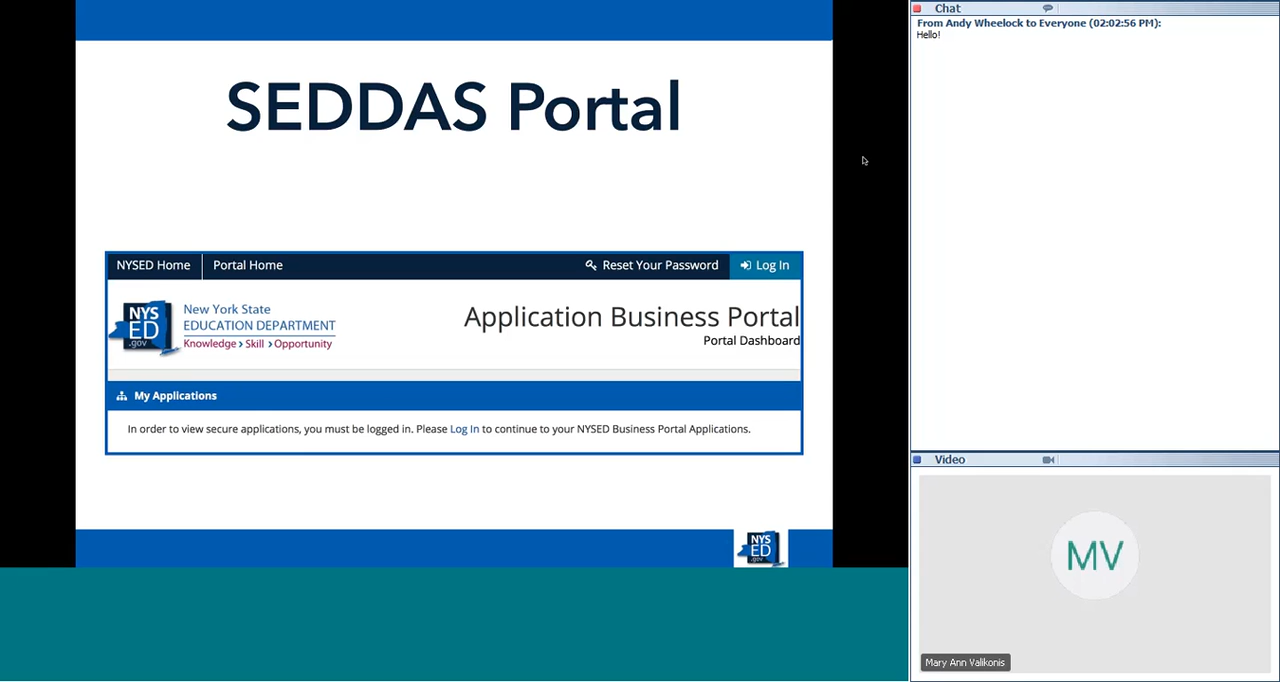 SEDDAS Portal
NYSED Home
Portal Home
Reset Your Password
Log In
NYS
ED
.gov
New York State
EDUCATION DEPARTMENT
Knowledge › Skill › Opportunity
Application Business Portal
Portal Dashboard
My Applications
In order to view secure applications, you must be logged in. Please Log In to continue to your NYSED Business Portal Applications.
NYS
ED
.gov
Chat
From Andy Wheelock to Everyone (02:02:56 PM):
Hello!
Video
MV
Mary Ann Valikonis